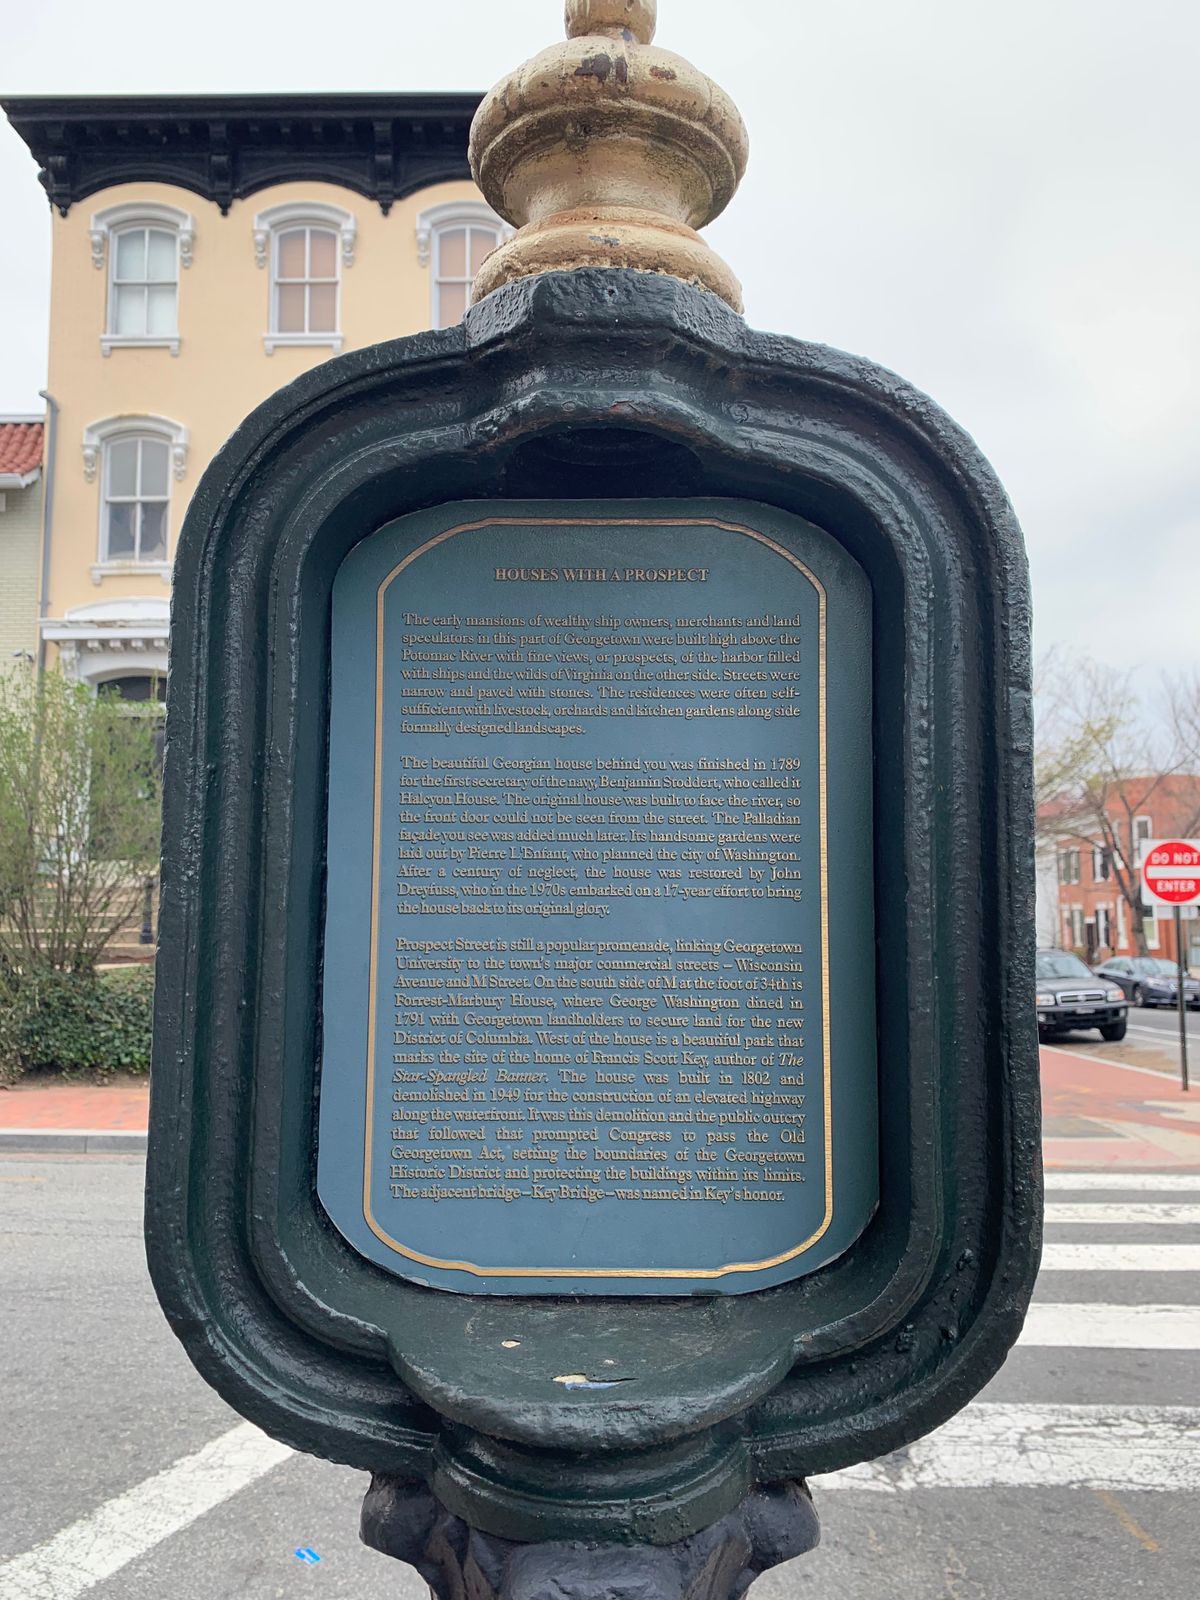 HOUSES WITH A PROSPECT
The early mansions of wealthy ship owners, merchants and land
speculators in this part of Georgetown were built high above the
Potomac River with fine views, or prospects, of the harbor filled
with ships and the wilds of Virginia on the other side. Streets were
narrow and paved with stones. The residences were often self-
sufficient with livestock, orchards and kitchen gardens along side
formally designed landscapes.
The beautiful Georgian house behind you was finished in 1789
for the first secretary of the navy, Benjamin Stoddert, who called it
Halcyon House. The original house was built to face the river, so
the front door could not be seen from the street. The Palladian
façade you see was added much later. Its handsome gardens were
laid out by Pierre L'Enfant, who planned the city of Washington.
After a century of neglect, the house was restored by John
Dreyfuss, who in the 1970s embarked on a 17-year effort to bring
the house back to its original glory.
Prospect Street is still a popular promenade, linking Georgetown
University to the town's major commercial streets – Wisconsin
Avenue and M Street. On the south side of M at the foot of 34th is
Forrest-Marbury House, where George Washington dined in
1791 with Georgetown landholders to secure land for the new
District of Columbia. West of the house is a beautiful park that
marks the site of the home of Francis Scott Key, author of The
Star-Spangled Banner. The house was built in 1802 and
demolished in 1949 for the construction of an elevated highway
along the waterfront. It was this demolition and the public outcry
that followed that prompted Congress to pass the Old
Georgetown Act, setting the boundaries of the Georgetown
Historic District and protecting the buildings within its limits.
The adjacent bridge – Key Bridge – was named in Key's honor.
DO NOT
ENTER